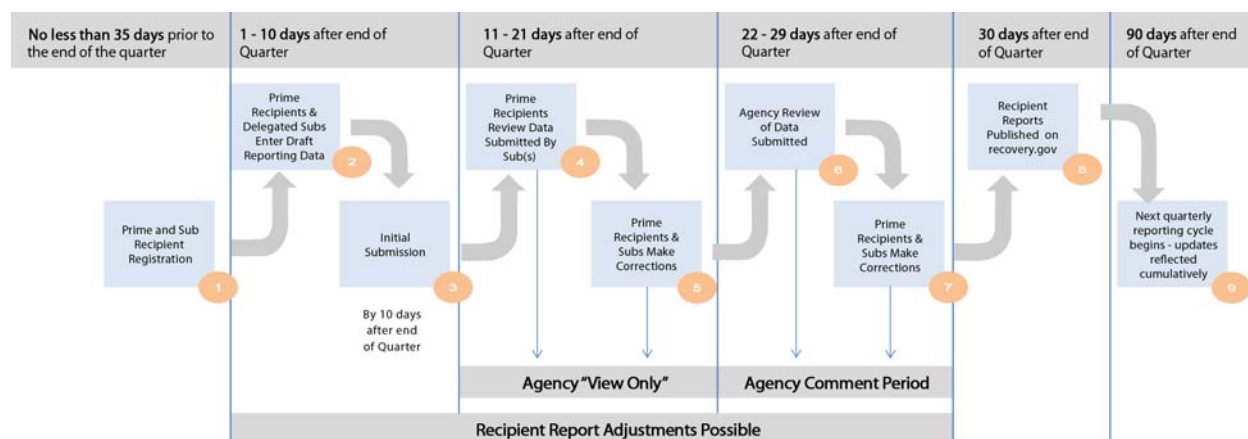 No less than 35 days prior to
the end of the quarter
1 - 10 days after end of
Quarter
11 - 21 days after end of
Quarter
22 - 29 days after end of
Quarter
30 days after end
of Quarter
90 days after end
of Quarter
Prime
Recipients &
Delegated Subs
Enter Draft
Reporting Data
2
Prime
Recipients
Review Data
Submitted By
Sub(s)
4
Agency Review
of Data
Submitted
6
Recipient
Reports
Published on
recovery.gov
8
Prime and Sub
Recipient
Registration
1
Initial
Submission
3
By 10 days
after end
of Quarter
Prime
Recipients &
Subs Make
Corrections
5
Prime
Recipients &
Subs Make
Corrections
7
Next quarterly
reporting cycle
begins - updates
reflected
cumulatively
9
Agency "View Only"
Agency Comment Period
Recipient Report Adjustments Possible